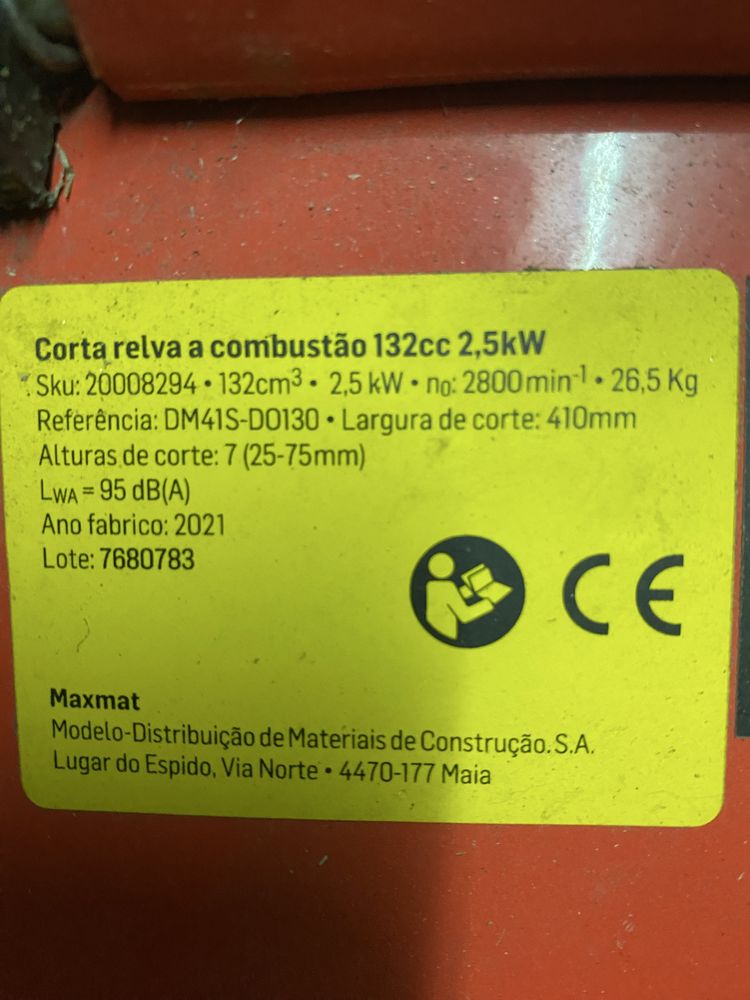 Corta relva a combustão 132cc 2,5kW
Sku: 20008294 • 132cm³ • 2,5 kW • n₀: 2800min⁻¹ • 26,5 Kg
Referência: DM41S-DO130 • Largura de corte: 410mm
Alturas de corte: 7 (25-75mm)
LWA = 95 dB(A)
Ano fabrico: 2021
Lote: 7680783
CE
Maxmat
Modelo-Distribuição de Materiais de Construção. S.A.
Lugar do Espido, Via Norte • 4470-177 Maia